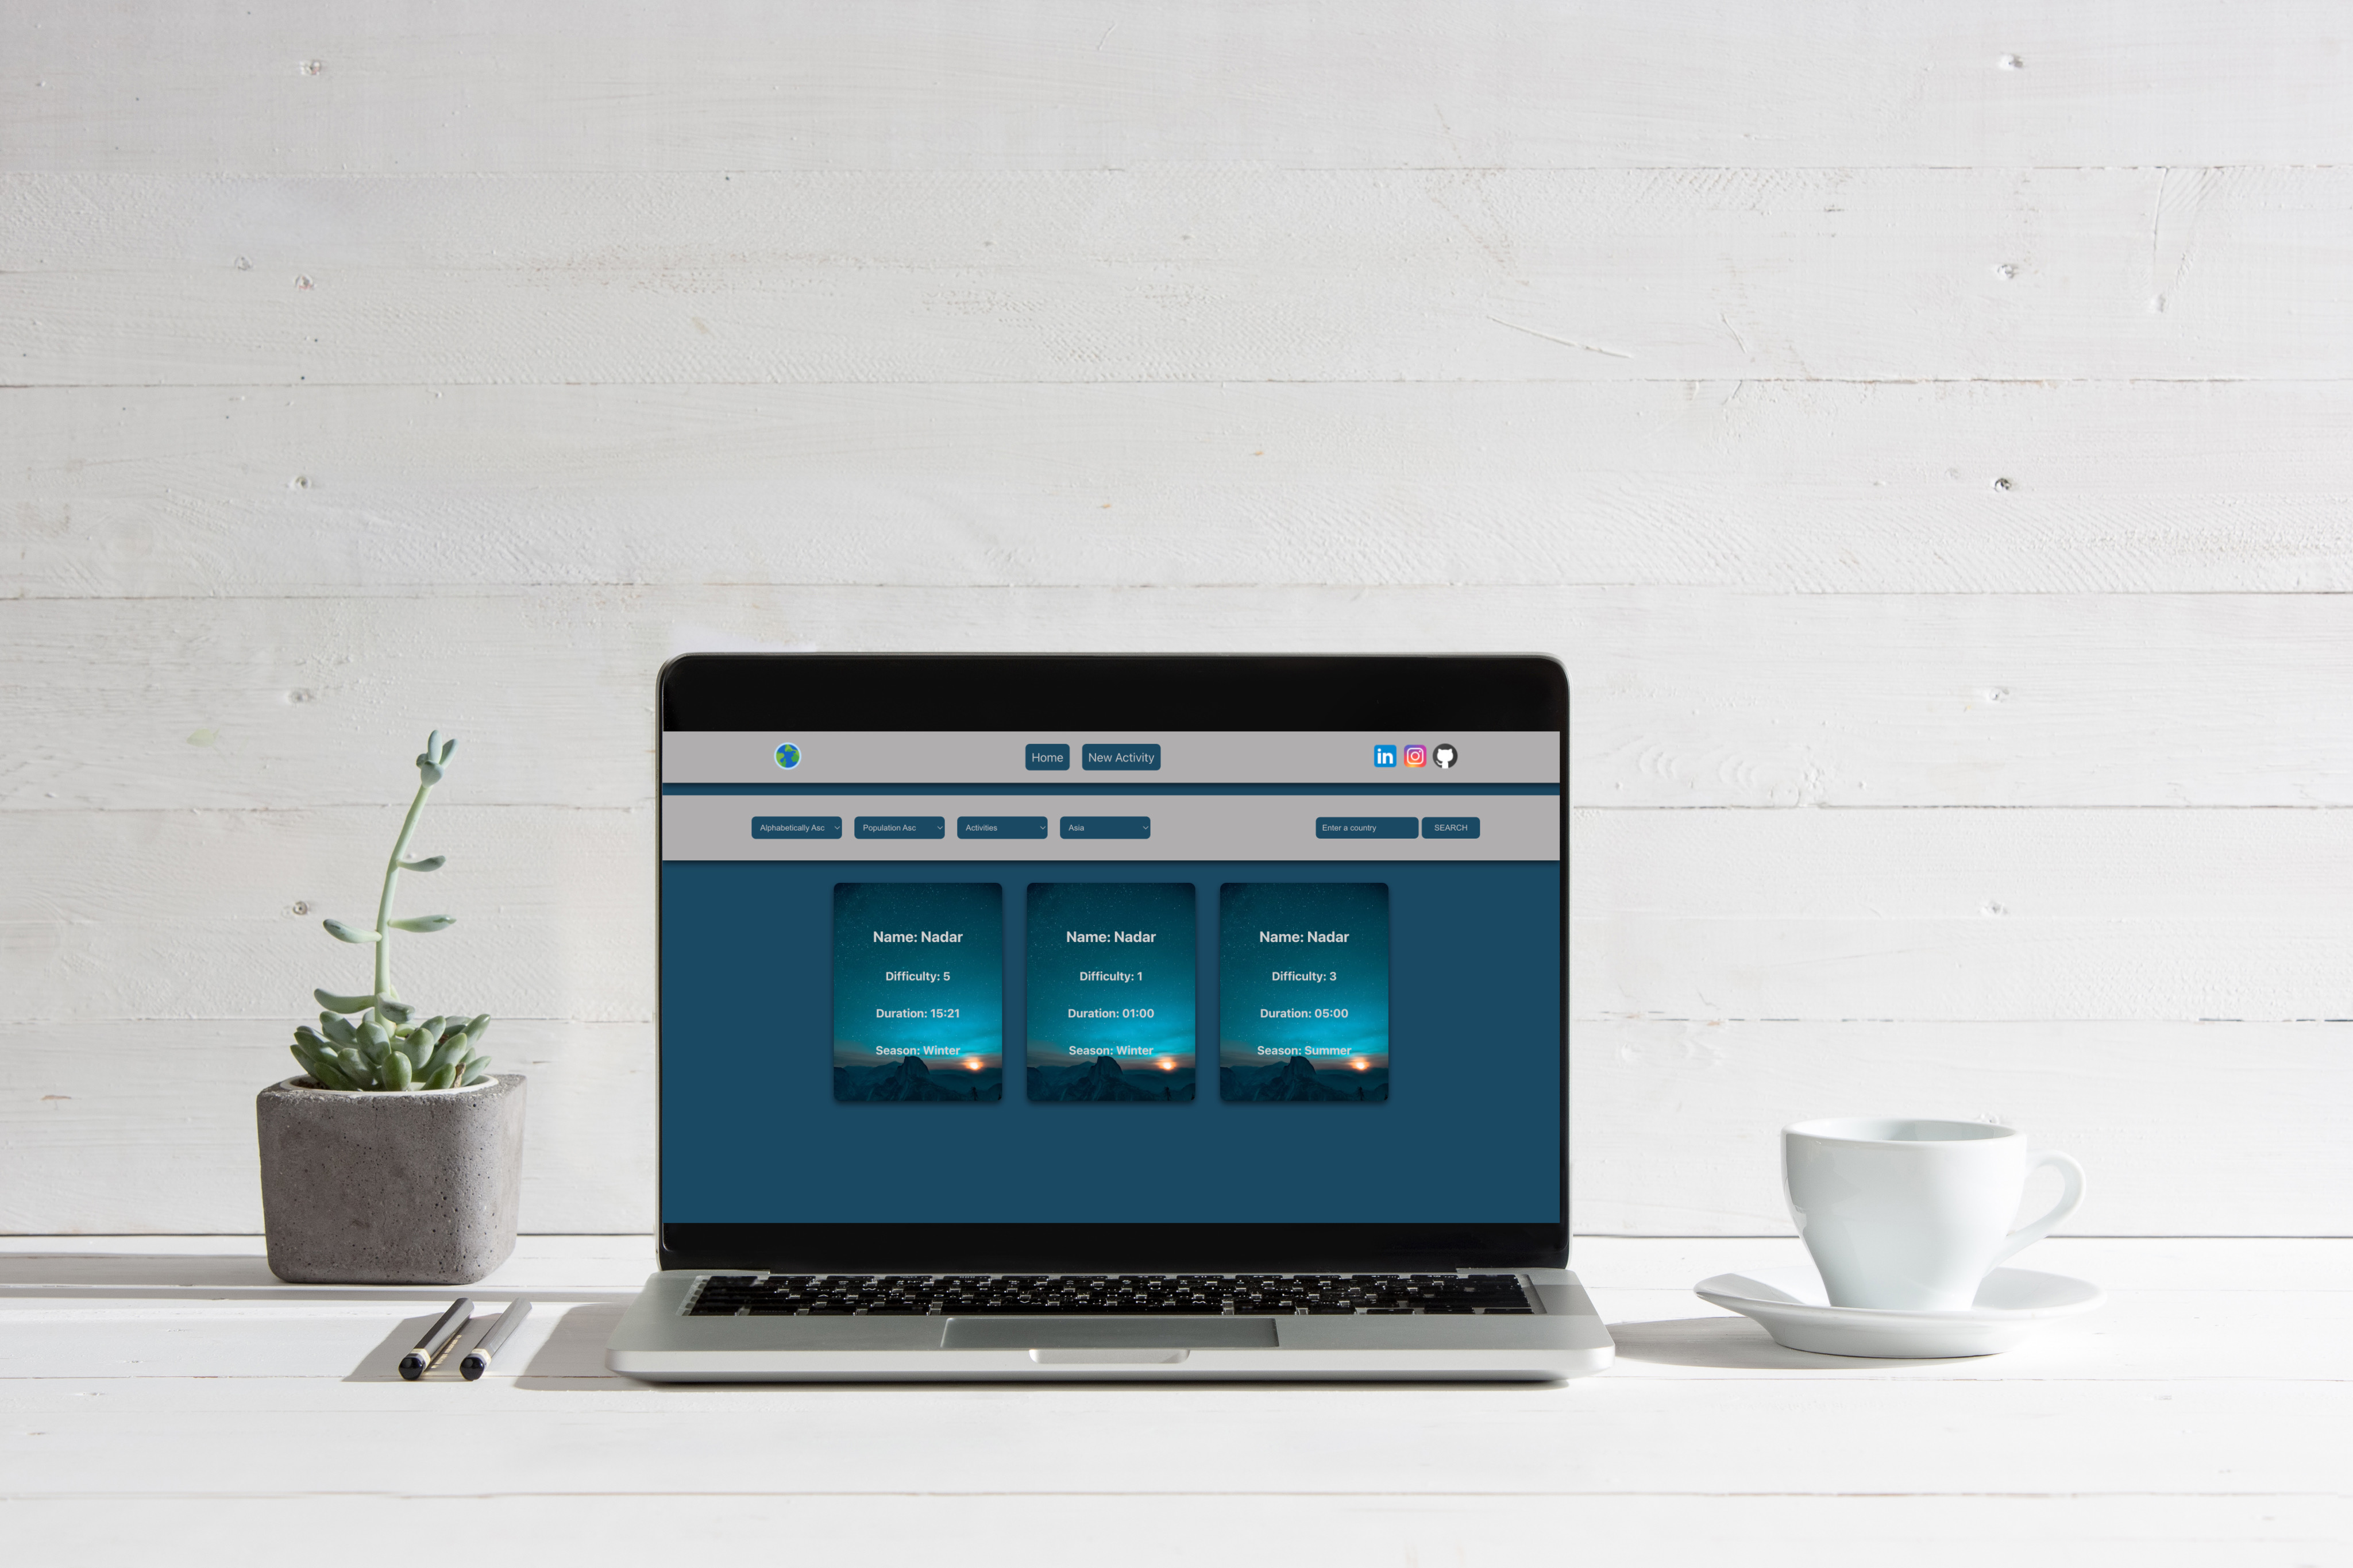 Home New Activity in
Alphabetically Asc Population Asc Activities Asia Enter a country SEARCH
Name: Nadar
Difficulty: 5
Duration: 15:21
Season: Winter
Name: Nadar
Difficulty: 1
Duration: 01:00
Season: Winter
Name: Nadar
Difficulty: 3
Duration: 05:00
Season: Summer